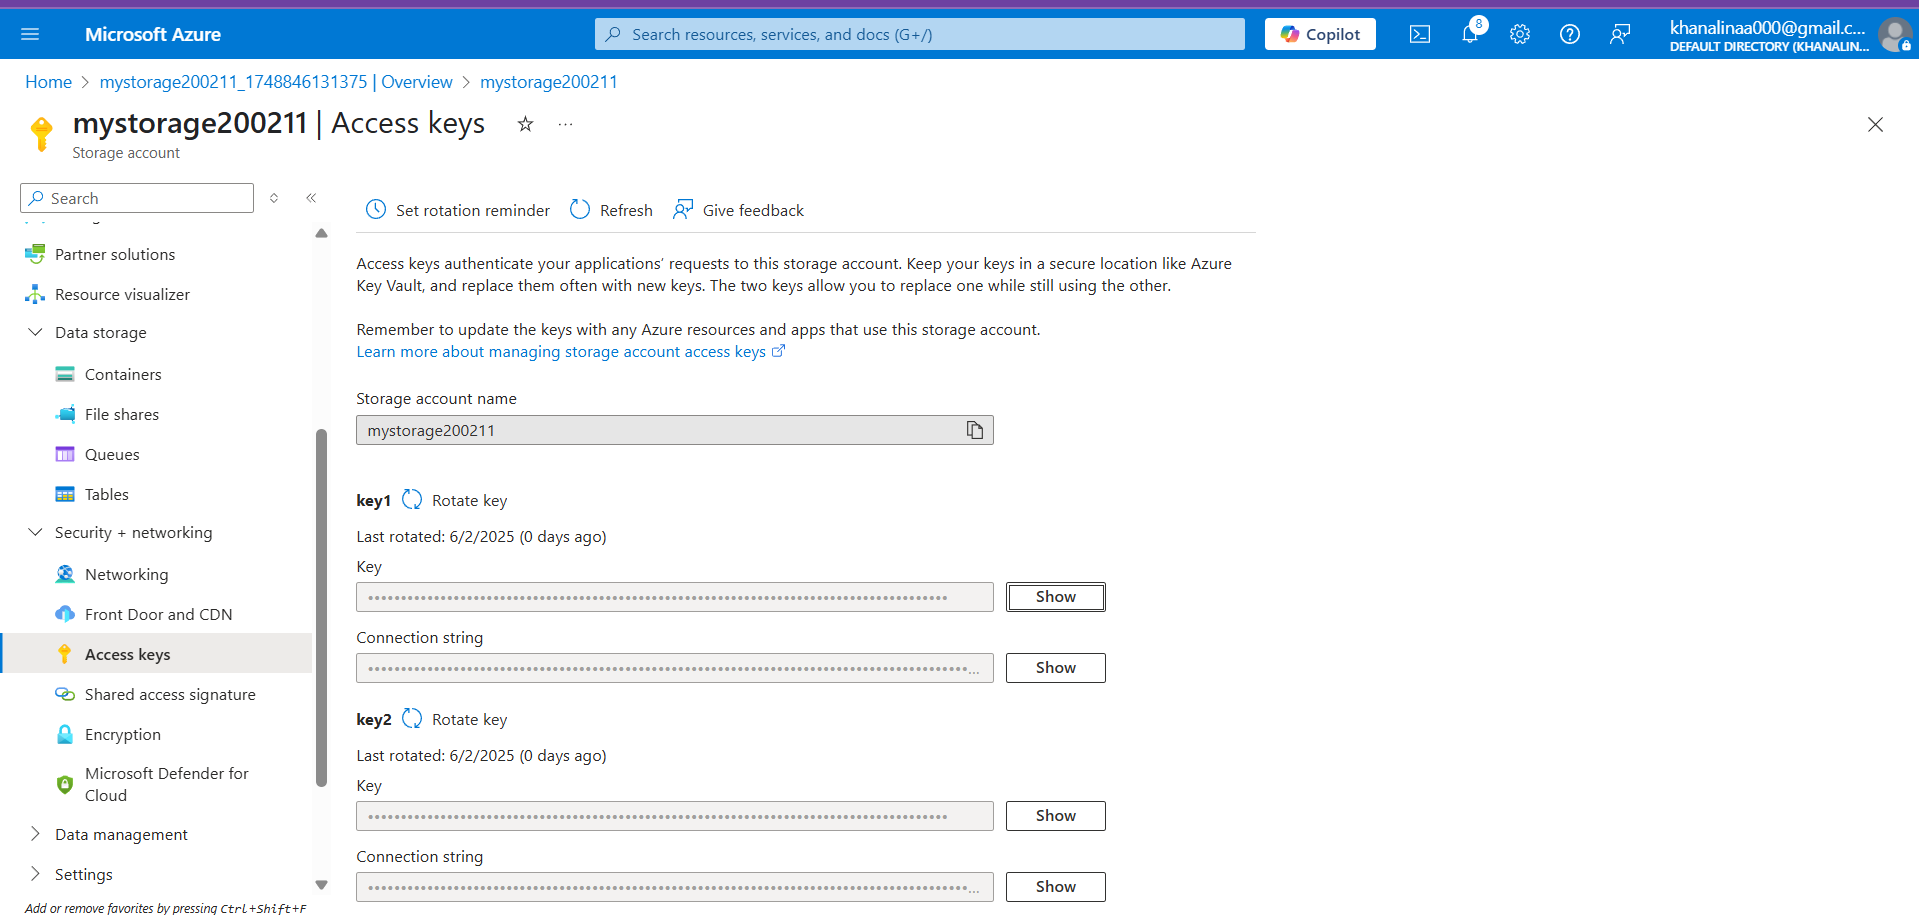 Microsoft Azure
Search resources, services, and docs (G+/)
Copilot
8
khanalinaa000@gmail.c...
DEFAULT DIRECTORY (KHANALIN...
Home > mystorage200211_1748846131375 | Overview > mystorage200211
mystorage200211 | Access keys
...
Storage account
Search
Partner solutions
Resource visualizer
Data storage
Containers
File shares
Queues
Tables
Security + networking
Networking
Front Door and CDN
Access keys
Shared access signature
Encryption
Microsoft Defender for
Cloud
Data management
Settings
Add or remove favorites by pressing Ctrl+Shift+F
Set rotation reminder
Refresh
Give feedback
Access keys authenticate your applications’ requests to this storage account. Keep your keys in a secure location like Azure
Key Vault, and replace them often with new keys. The two keys allow you to replace one while still using the other.
Remember to update the keys with any Azure resources and apps that use this storage account.
Learn more about managing storage account access keys
Storage account name
mystorage200211
key1 Rotate key
Last rotated: 6/2/2025 (0 days ago)
Key
Show
Connection string
Show
key2 Rotate key
Last rotated: 6/2/2025 (0 days ago)
Key
Show
Connection string
Show